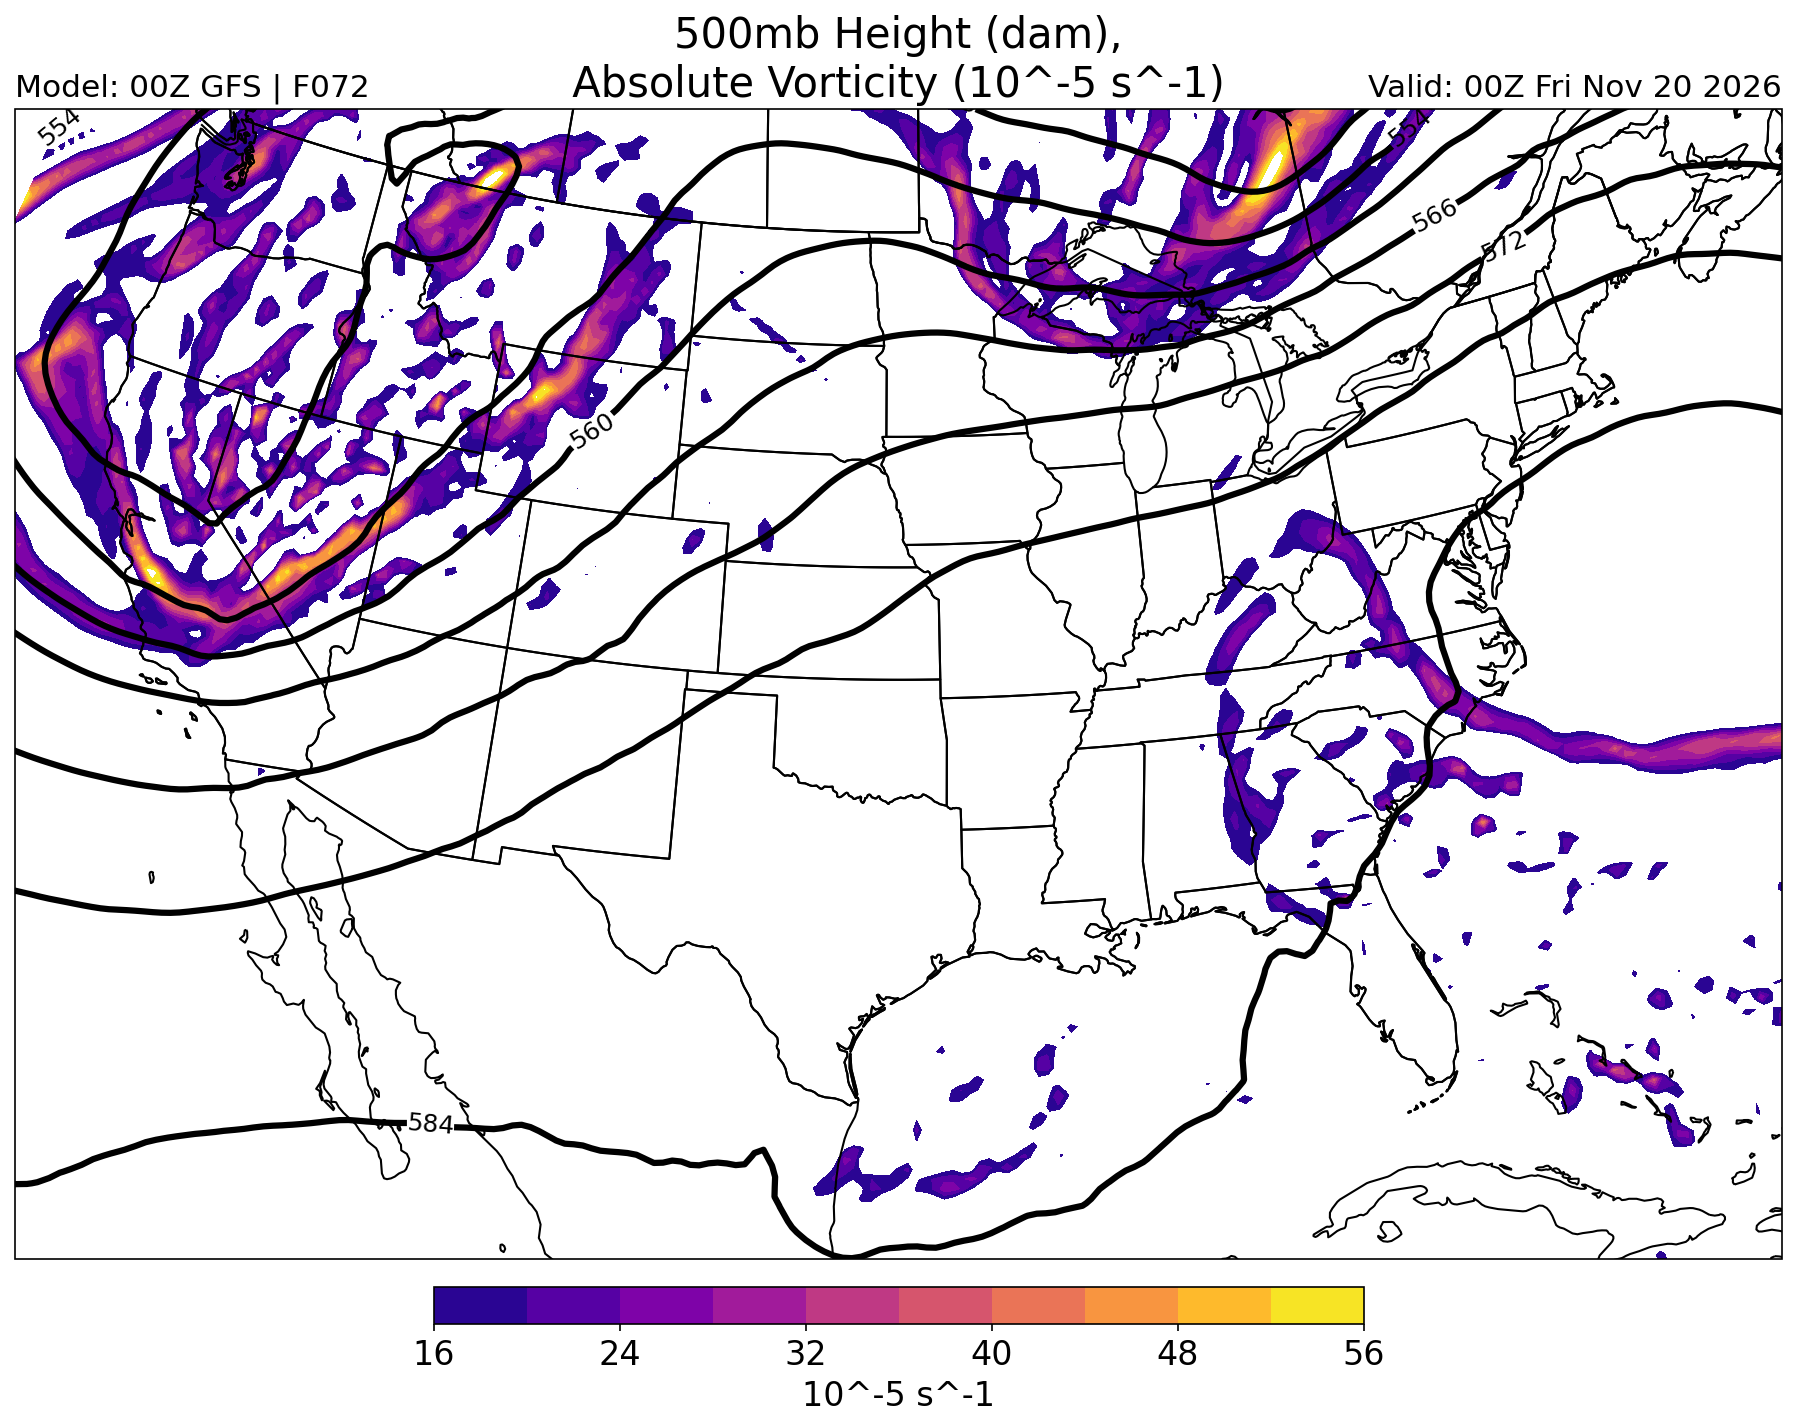 500mb Height (dam),
Model: 00Z GFS | F072
Absolute Vorticity (10^-5 s^-1)
Valid: 00Z Fri Nov 20 2026
554
554
566
572
560
584
16 24 32 40 48 56
10^-5 s^-1